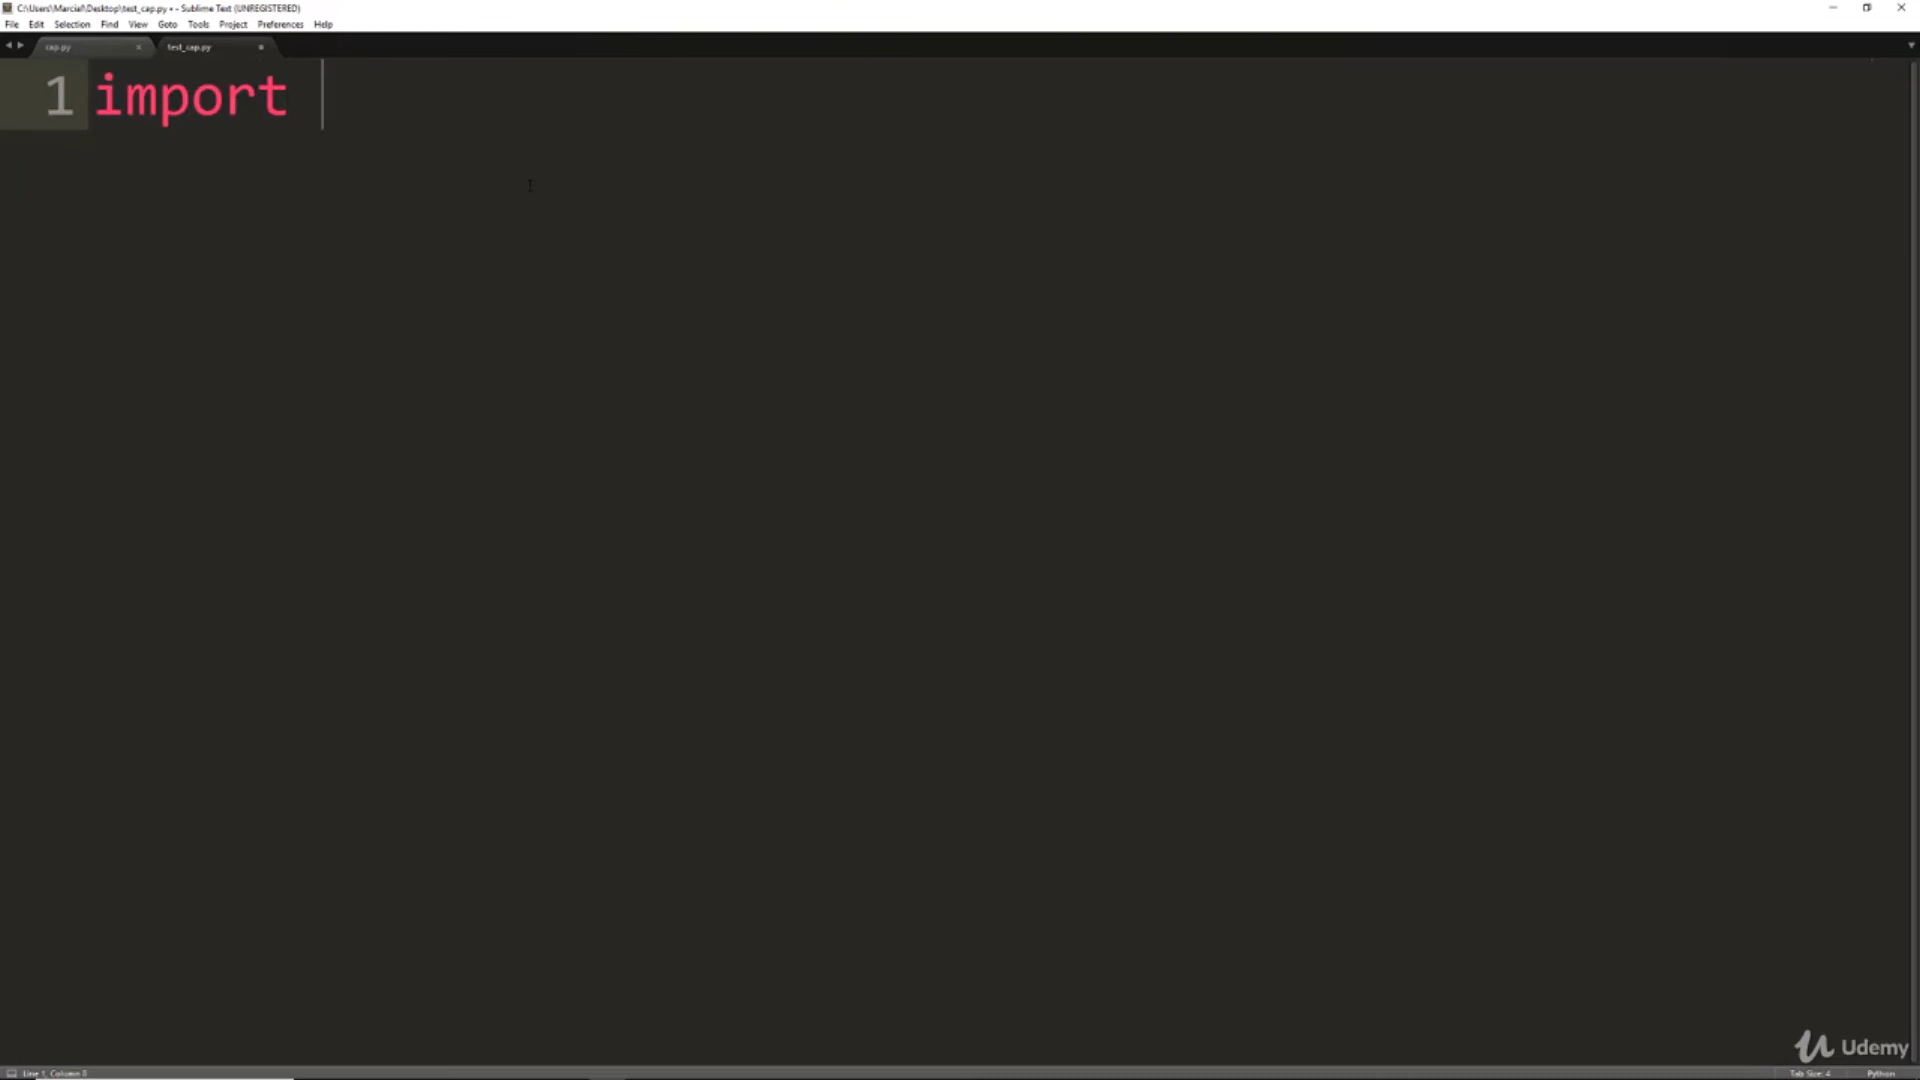 C:\Users\Marcial\Desktop\test_cap.py • - Sublime Text (UNREGISTERED)
File Edit Selection Find View Goto Tools Project Preferences Help
cap.py test_cap.py
1 import
Udemy
Line 1, Column 8 Tab Size: 4 Python